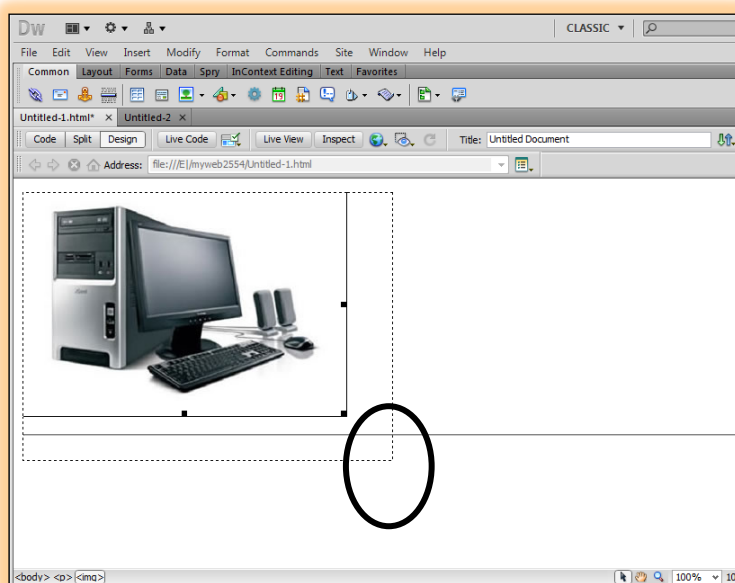 Dw CLASSIC
File Edit View Insert Modify Format Commands Site Window Help
Common Layout Forms Data Spry InContext Editing Text Favorites
19
Untitled-1.html* × Untitled-2 ×
Code Split Design Live Code Live View Inspect Title: Untitled Document
Address: file:///E|/myweb2554/Untitled-1.html
<body> <p> <img> 100% 10